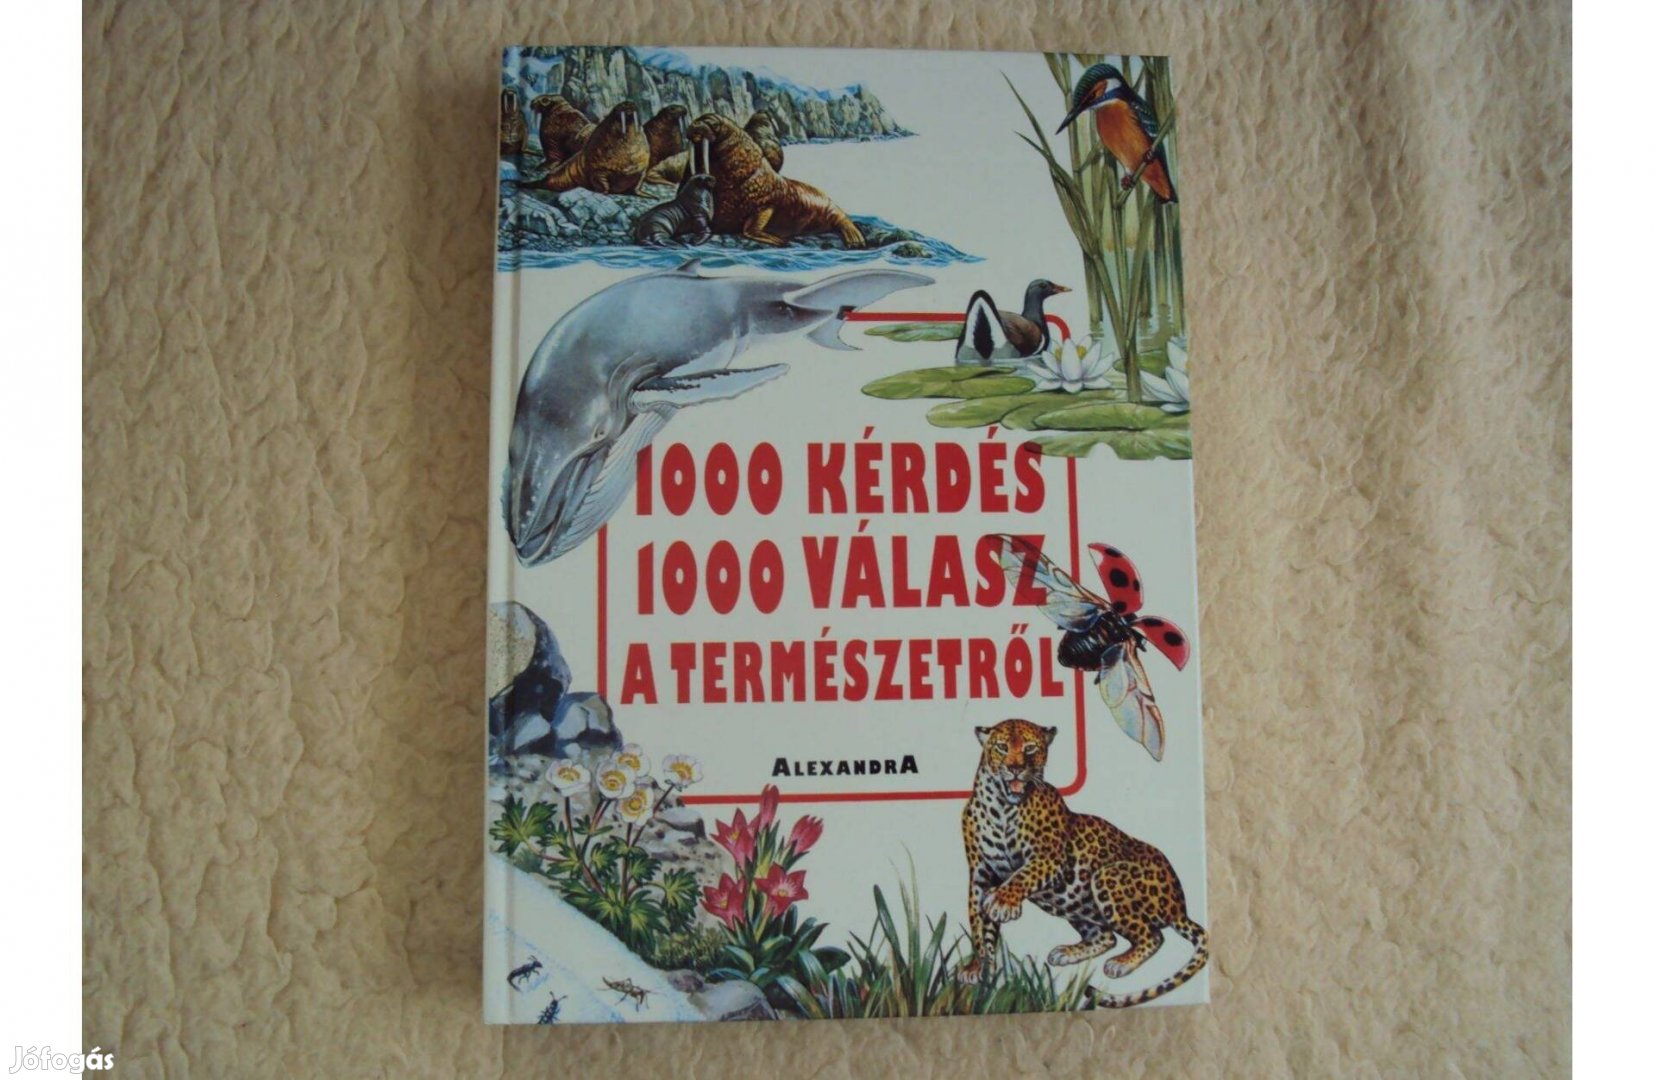 1000 KÉRDÉS
1000 VÁLASZ
A TERMÉSZETRŐL
ALEXANDRA
Jófogás